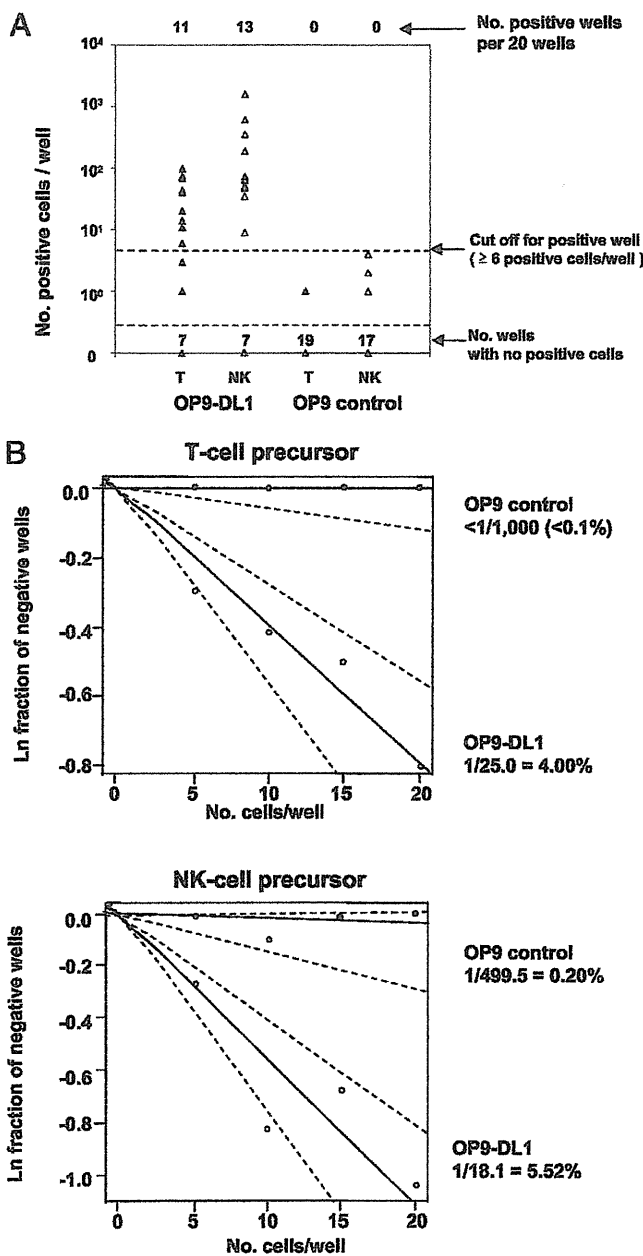 A
11 13 0 0
No. positive wells
per 20 wells
10⁴
10³
10²
10¹
10⁰
0
No. positive cells / well
Cut off for positive well
( ≥ 6 positive cells/well )
7 7 19 17
No. wells
with no positive cells
T NK T NK
OP9-DL1 OP9 control
B
T-cell precursor
0.0
-0.2
-0.4
-0.6
-0.8
Ln fraction of negative wells
OP9 control
<1/1,000 (<0.1%)
OP9-DL1
1/25.0 = 4.00%
0 5 10 15 20
No. cells/well
NK-cell precursor
0.0
-0.2
-0.4
-0.6
-0.8
-1.0
Ln fraction of negative wells
OP9 control
1/499.5 = 0.20%
OP9-DL1
1/18.1 = 5.52%
0 5 10 15 20
No. cells/well